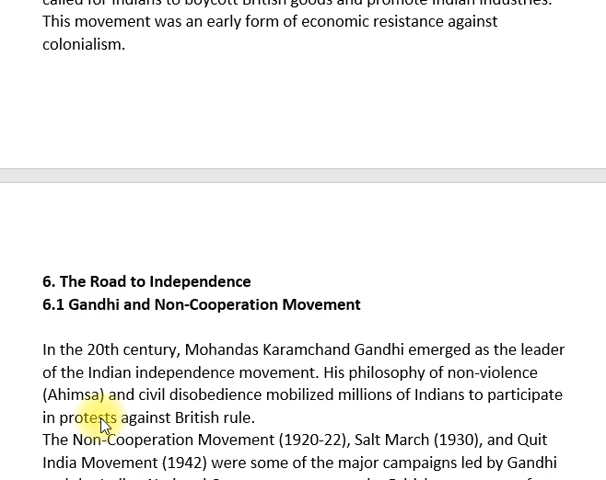 called for Indians to boycott British goods and promote Indian industries.
This movement was an early form of economic resistance against
colonialism.
6. The Road to Independence
6.1 Gandhi and Non-Cooperation Movement
In the 20th century, Mohandas Karamchand Gandhi emerged as the leader
of the Indian independence movement. His philosophy of non-violence
(Ahimsa) and civil disobedience mobilized millions of Indians to participate
in protests against British rule.
The Non-Cooperation Movement (1920-22), Salt March (1930), and Quit
India Movement (1942) were some of the major campaigns led by Gandhi